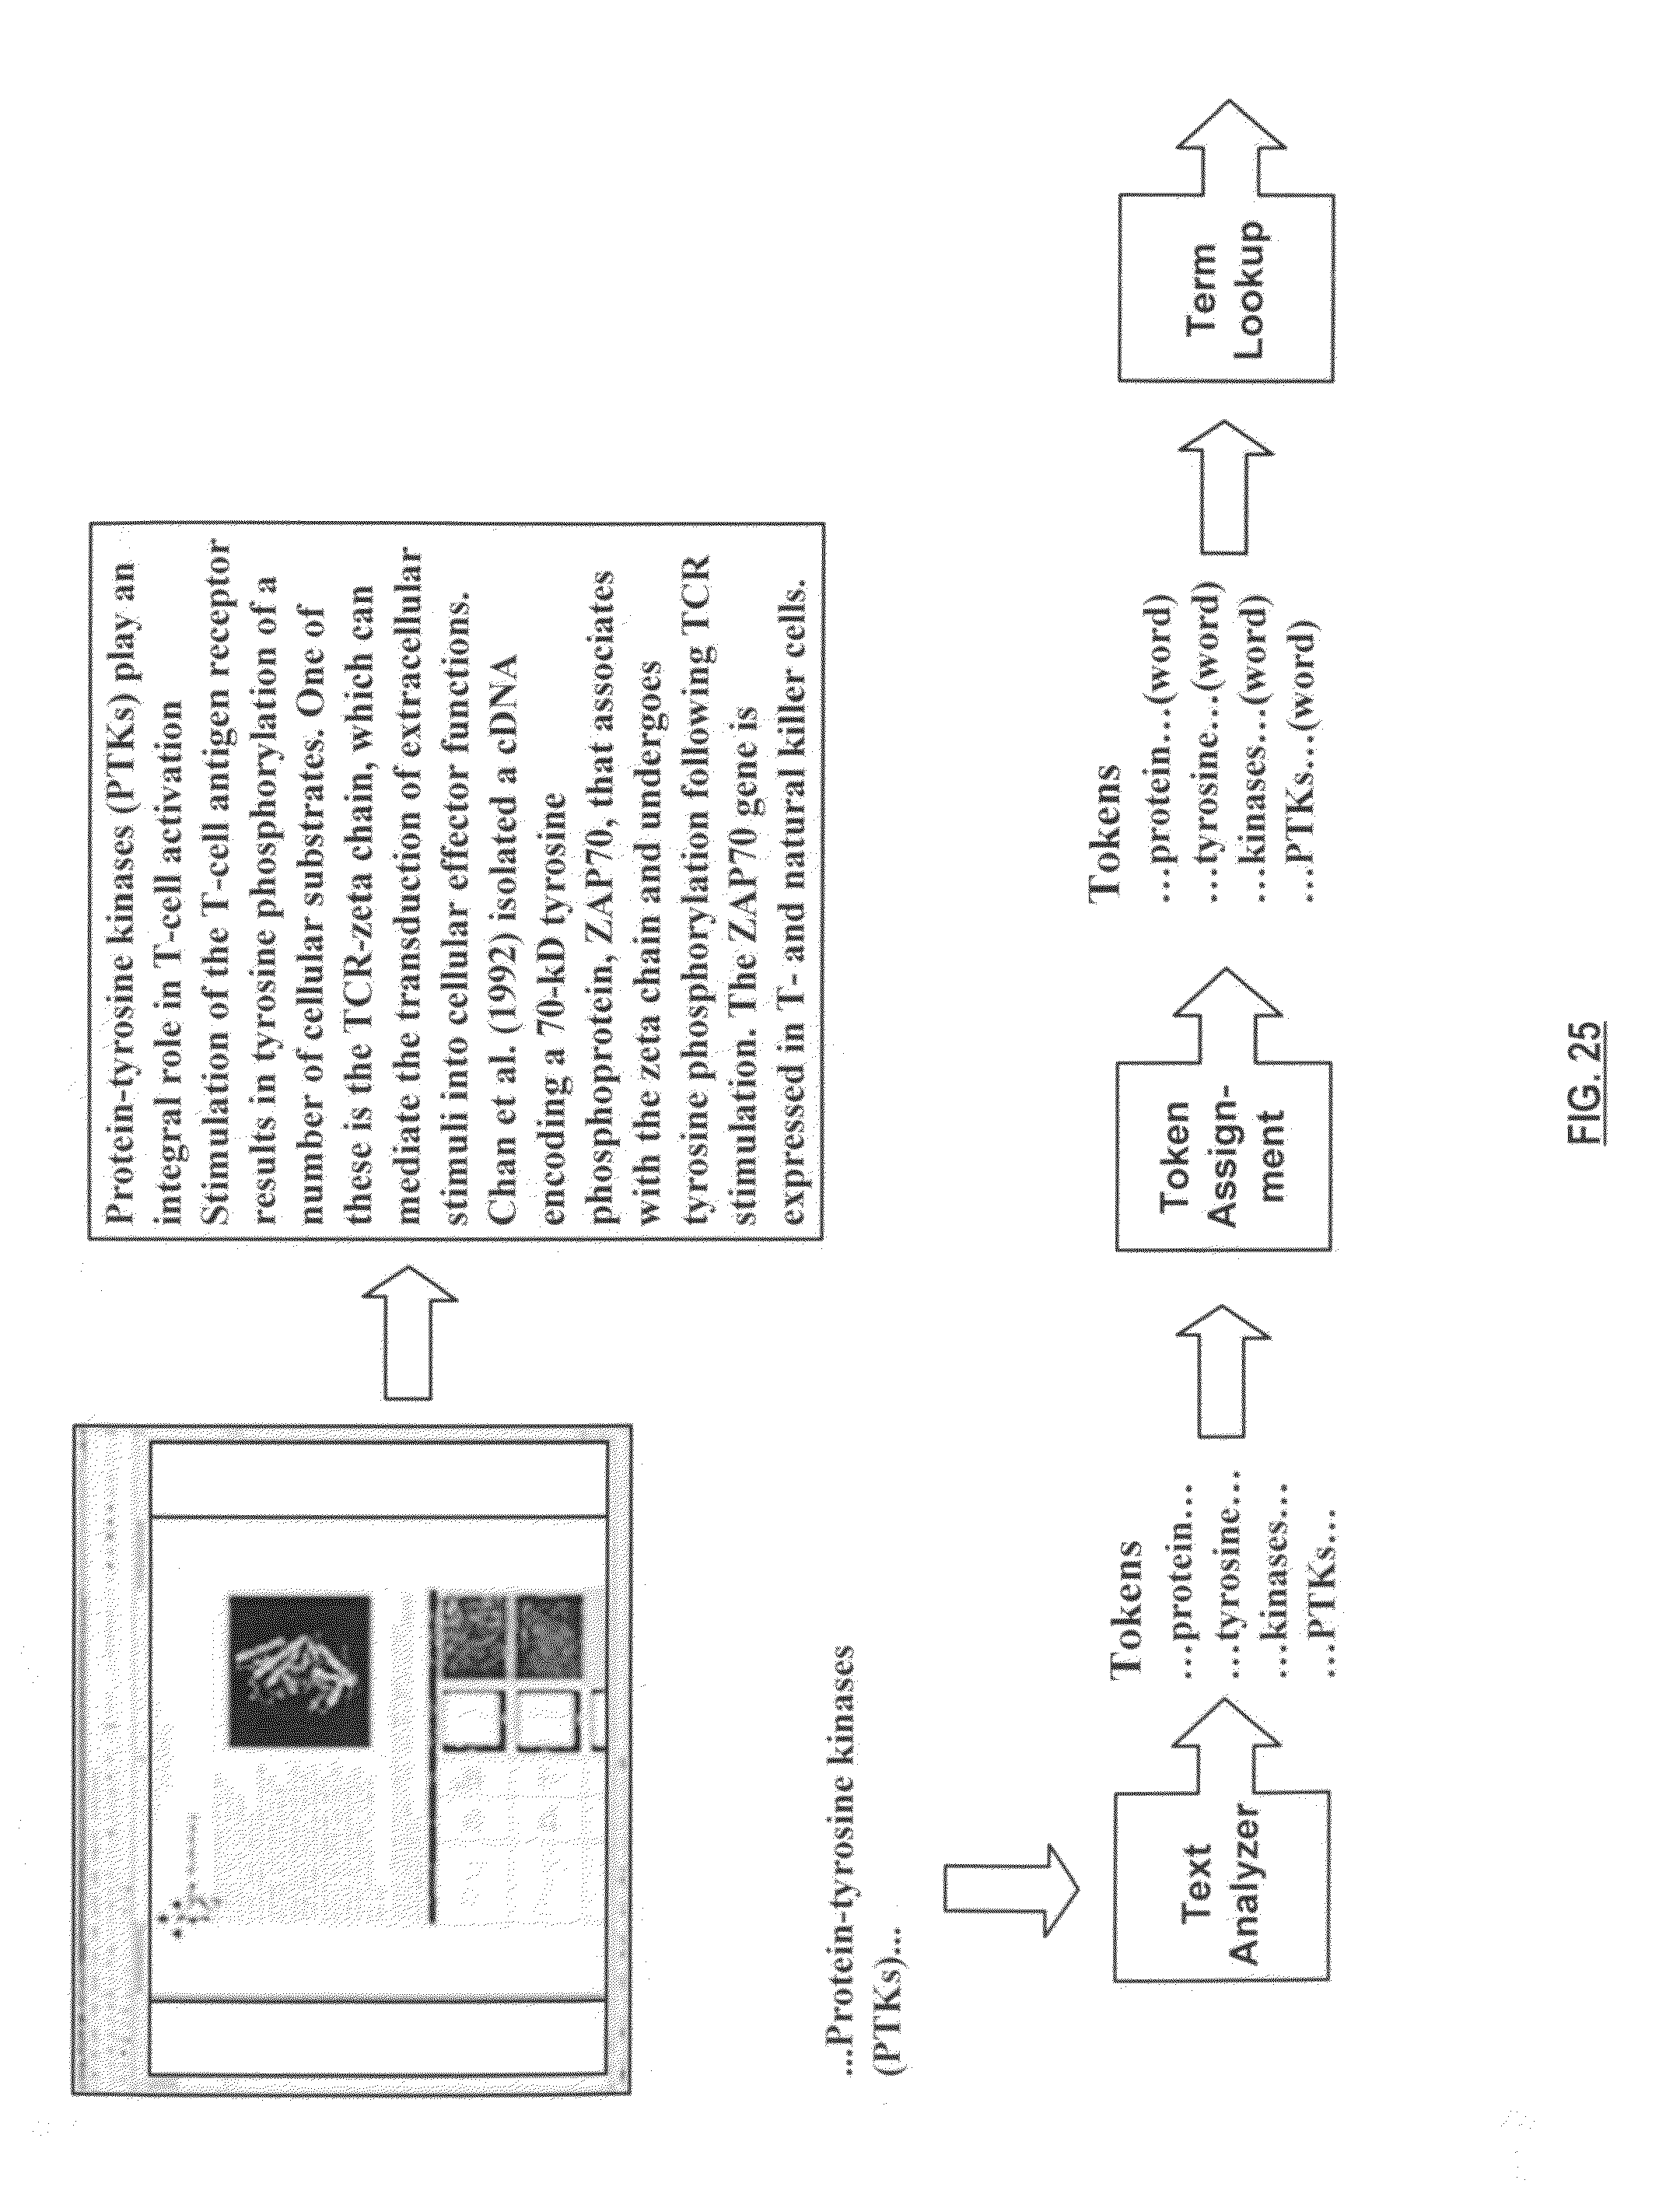 Protein-tyrosine kinases (PTKs) play an
integral role in T-cell activation
Stimulation of the T-cell antigen receptor
results in tyrosine phosphorylation of a
number of cellular substrates. One of
these is the TCR-zeta chain, which can
mediate the transduction of extracellular
stimuli into cellular effector functions.
Chan et al. (1992) isolated a cDNA
encoding a 70-kD tyrosine
phosphoprotein, ZAP70, that associates
with the zeta chain and undergoes
tyrosine phosphorylation following TCR
stimulation. The ZAP70 gene is
expressed in T- and natural killer cells.
...Protein-tyrosine kinases
(PTKs)...
Text
Analyzer
Tokens
...protein...
...tyrosine...
...kinases...
...PTKs...
Token
Assign-
ment
Tokens
...protein...(word)
...tyrosine...(word)
...kinases...(word)
...PTKs...(word)
Term
Lookup
FIG. 25